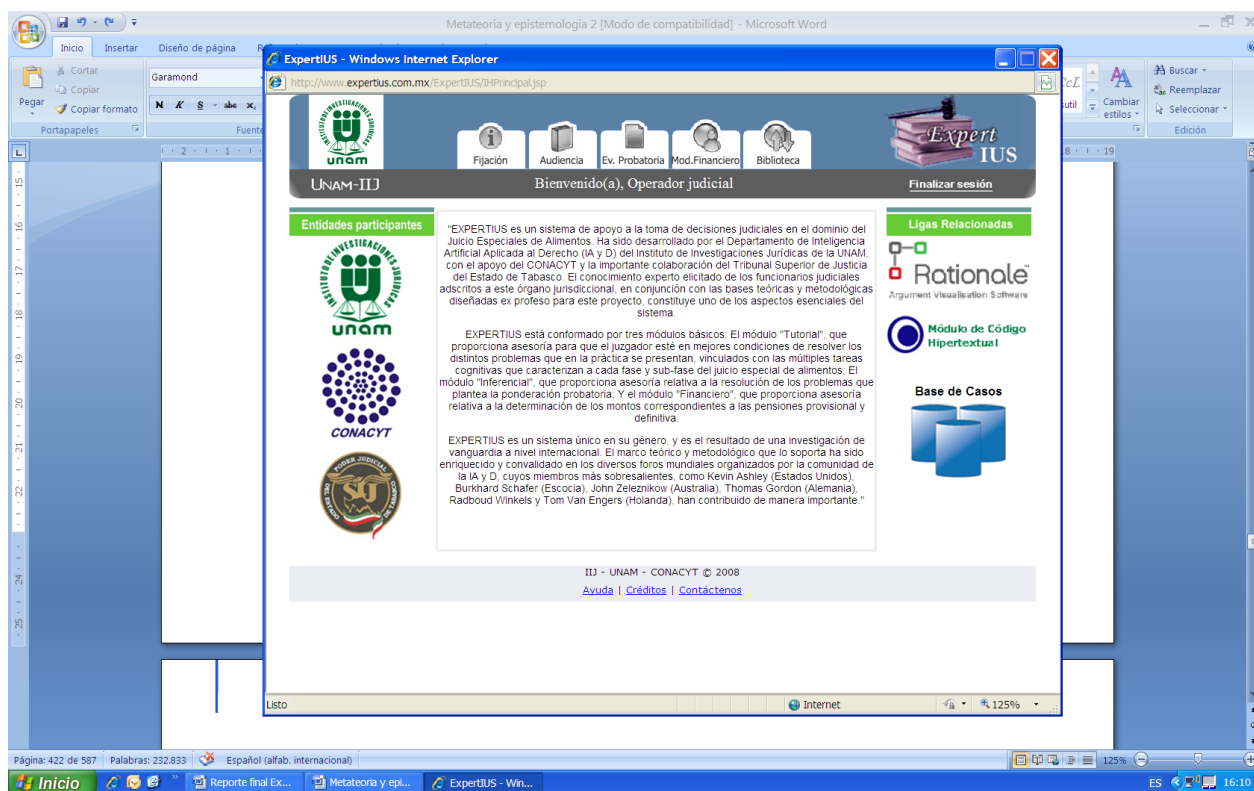 Metateoria y epistemologia 2 [Modo de compatibilidad] - Microsoft Word
Inicio Insertar Diseño de página
Pegar
Cortar
Copiar
Copiar formato
Portapapeles
Garamond
N K S abc x,
Fuente
Cambiar estilos
Buscar
Reemplazar
Seleccionar
Edición
ExpertIUS - Windows Internet Explorer
http://www.expertius.com.mx/ExpertIUS/IHPrincipal.jsp
INSTITUTO DE INVESTIGACIONES JURIDICAS
unam
Fijación
Audiencia
Ev. Probatoria
Mod.Financiero
Biblioteca
Expert
IUS
UNAM-IIJ
Bienvenido(a), Operador judicial
Finalizar sesión
Entidades participantes
unam
CONACYT
PODER JUDICIAL
DEL ESTADO DE TABASCO
"EXPERTIUS es un sistema de apoyo a la toma de decisiones judiciales en el dominio del
Juicio Especiales de Alimentos. Ha sido desarrollado por el Departamento de Inteligencia
Artificial Aplicada al Derecho (IA y D) del Instituto de Investigaciones Jurídicas de la UNAM,
con el apoyo del CONACYT y la importante colaboración del Tribunal Superior de Justicia
del Estado de Tabasco. El conocimiento experto elicitado de los funcionarios judiciales
adscritos a este órgano jurisdiccional, en conjunción con las bases teóricas y metodológicas
diseñadas ex profeso para este proyecto, constituye uno de los aspectos esenciales del
sistema.
EXPERTIUS está conformado por tres módulos básicos: El módulo "Tutorial", que
proporciona asesoría para que el juzgador esté en mejores condiciones de resolver los
distintos problemas que en la práctica se presentan, vinculados con las múltiples tareas
cognitivas que caracterizan a cada fase y sub-fase del juicio especial de alimentos; El
módulo "Inferencial", que proporciona asesoría relativa a la resolución de los problemas que
plantea la ponderación probatoria; Y el módulo "Financiero", que proporciona asesoría
relativa a la determinación de los montos correspondientes a las pensiones provisional y
definitiva.
EXPERTIUS es un sistema único en su género, y es el resultado de una investigación de
vanguardia a nivel internacional. El marco teórico y metodológico que lo soporta ha sido
enriquecido y convalidado en los diversos foros mundiales organizados por la comunidad de
la IA y D, cuyos miembros más sobresalientes, como Kevin Ashley (Estados Unidos),
Burkhard Schafer (Escocia), John Zeleznikow (Australia), Thomas Gordon (Alemania),
Radboud Winkels y Tom Van Engers (Holanda), han contribuido de manera importante."
Ligas Relacionadas
Rationale
Argument Visualisation Software
Módulo de Código
Hipertextual
Base de Casos
IIJ - UNAM - CONACYT © 2008
Ayuda | Créditos | Contáctenos
Listo
Internet
125%
Página: 422 de 587 Palabras: 232.833 Español (alfab. internacional) 125%
Inicio Reporte final Ex... Metateoria y epi... ExpertIUS - Win... ES 16:10